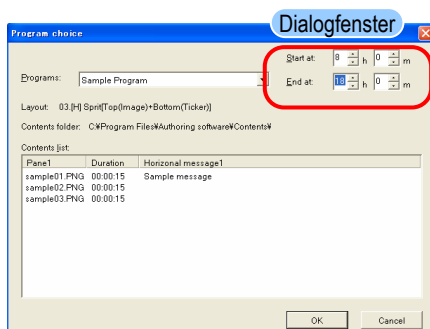 Dialogfenster
Program choice
Start at: 8 h 0 m
Programs: Sample Program
End at: 18 h 0 m
Layout: 03.[H] Sprit[Top(Image)+Bottom(Ticker)]
Contents folder: C:¥Program Files¥Authoring software¥Contents¥
Contents list:
Pane1 Duration Horizonal message1
sample01.PNG 00:00:15 Sample message
sample02.PNG 00:00:15
sample03.PNG 00:00:15
OK Cancel